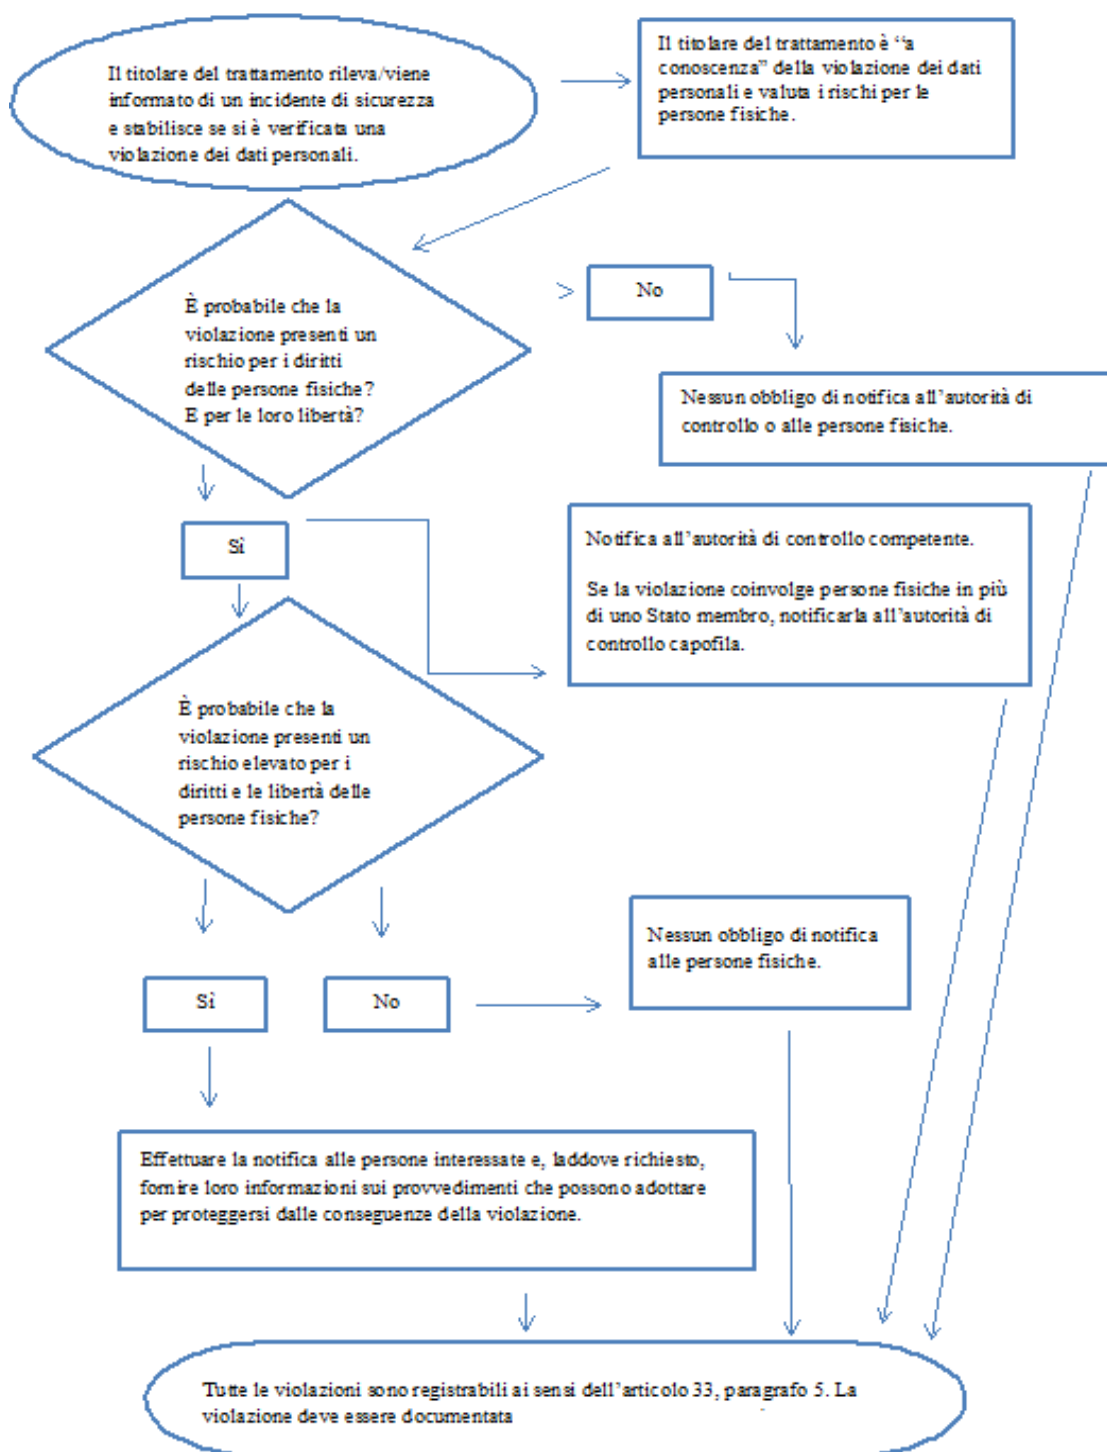 Il titolare del trattamento rileva/viene
informato di un incidente di sicurezza
e stabilisce se si è verificata una
violazione dei dati personali.
Il titolare del trattamento è “a
conoscenza” della violazione dei dati
personali e valuta i rischi per le
persone fisiche.
È probabile che la
violazione presenti un
rischio per i diritti
delle persone fisiche?
E per le loro libertà?
No
Nessun obbligo di notifica all’autorità di
controllo o alle persone fisiche.
Sì
Notifica all’autorità di controllo competente.
Se la violazione coinvolge persone fisiche in più
di uno Stato membro, notificarla all’autorità di
controllo capofila.
È probabile che la
violazione presenti un
rischio elevato per i
diritti e le libertà delle
persone fisiche?
Sì
No
Nessun obbligo di notifica
alle persone fisiche.
Effettuare la notifica alle persone interessate e, laddove richiesto,
fornire loro informazioni sui provvedimenti che possono adottare
per proteggersi dalle conseguenze della violazione.
Tutte le violazioni sono registrabili ai sensi dell’articolo 33, paragrafo 5. La
violazione deve essere documentata